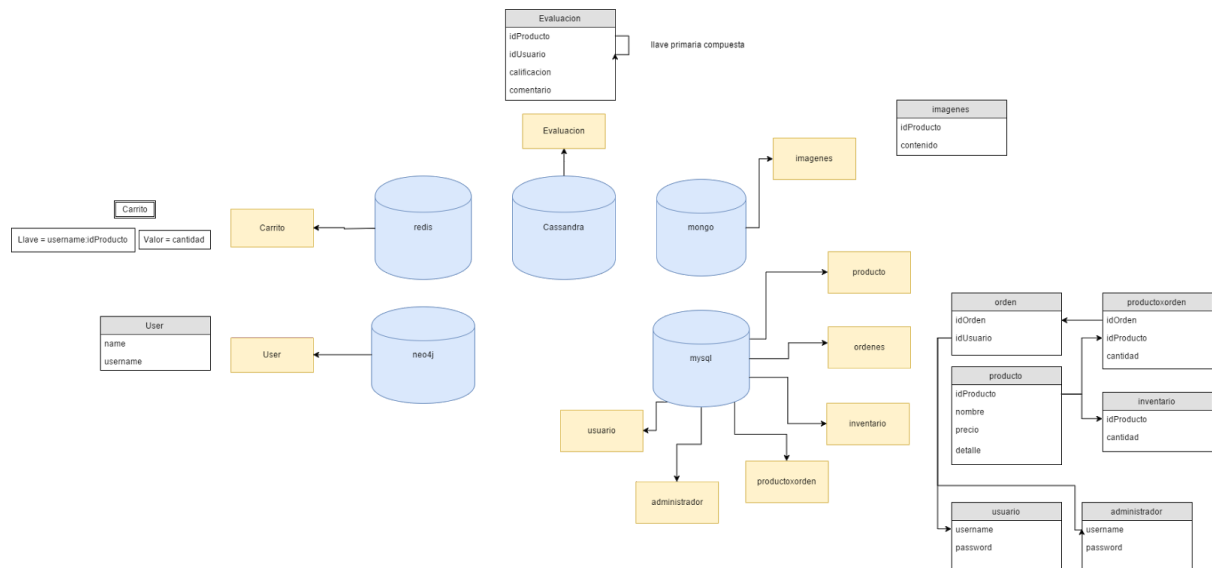 Evaluacion
idProducto
idUsuario
calificacion
comentario
llave primaria compuesta
imagenes
idProducto
contenido
Evaluacion
imagenes
Carrito
Llave = username:idProducto
Valor = cantidad
Carrito
redis
Cassandra
mongo
producto
User
name
username
User
neo4j
mysql
ordenes
usuario
inventario
administrador
productoxorden
orden
idOrden
idUsuario
productoxorden
idOrden
idProducto
cantidad
producto
idProducto
nombre
precio
detalle
inventario
idProducto
cantidad
usuario
username
password
administrador
username
password